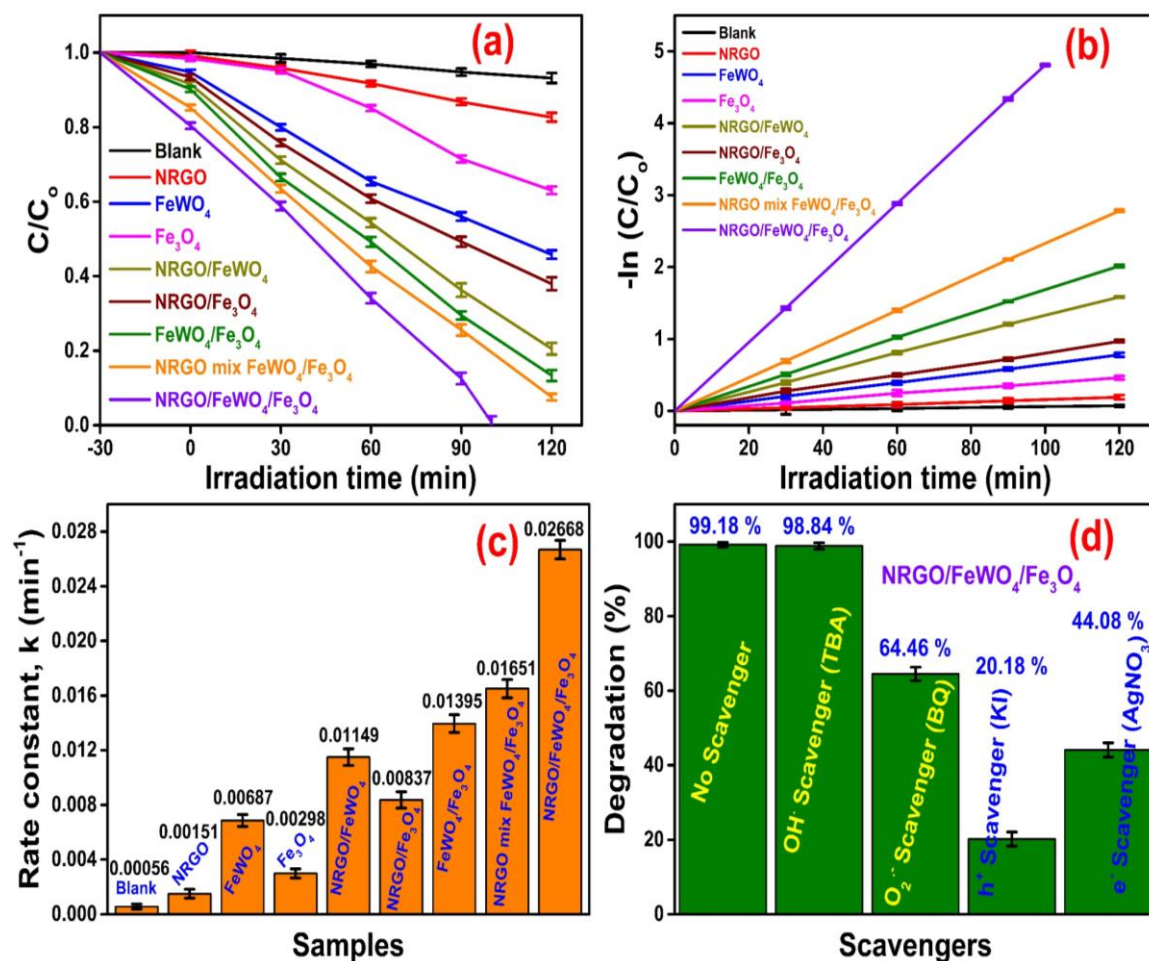 (a)
1.0
0.8
0.6
0.4
0.2
0.0
C/C₀
Blank
NRGO
FeWO₄
Fe₃O₄
NRGO/FeWO₄
NRGO/Fe₃O₄
FeWO₄/Fe₃O₄
NRGO mix FeWO₄/Fe₃O₄
NRGO/FeWO₄/Fe₃O₄
-30 0 30 60 90 120
Irradiation time (min)
(b)
5
4
3
2
1
0
-ln (C/C₀)
Blank
NRGO
FeWO₄
Fe₃O₄
NRGO/FeWO₄
NRGO/Fe₃O₄
FeWO₄/Fe₃O₄
NRGO mix FeWO₄/Fe₃O₄
NRGO/FeWO₄/Fe₃O₄
0 20 40 60 80 100 120
Irradiation time (min)
(c)
0.028
0.024
0.020
0.016
0.012
0.008
0.004
0.000
Rate constant, k (min⁻¹)
0.00056
Blank
0.00151
NRGO
0.00687
FeWO₄
0.00298
Fe₃O₄
0.01149
NRGO/FeWO₄
0.00837
NRGO/Fe₃O₄
0.01395
FeWO₄/Fe₃O₄
0.01651
NRGO mix FeWO₄/Fe₃O₄
0.02668
NRGO/FeWO₄/Fe₃O₄
Samples
(d)
100
80
60
40
20
0
Degradation (%)
NRGO/FeWO₄/Fe₃O₄
99.18 %
No Scavenger
98.84 %
OH˙ Scavenger (TBA)
64.46 %
O₂˙⁻ Scavenger (BQ)
20.18 %
h⁺ Scavenger (KI)
44.08 %
e⁻ Scavenger (AgNO₃)
Scavengers